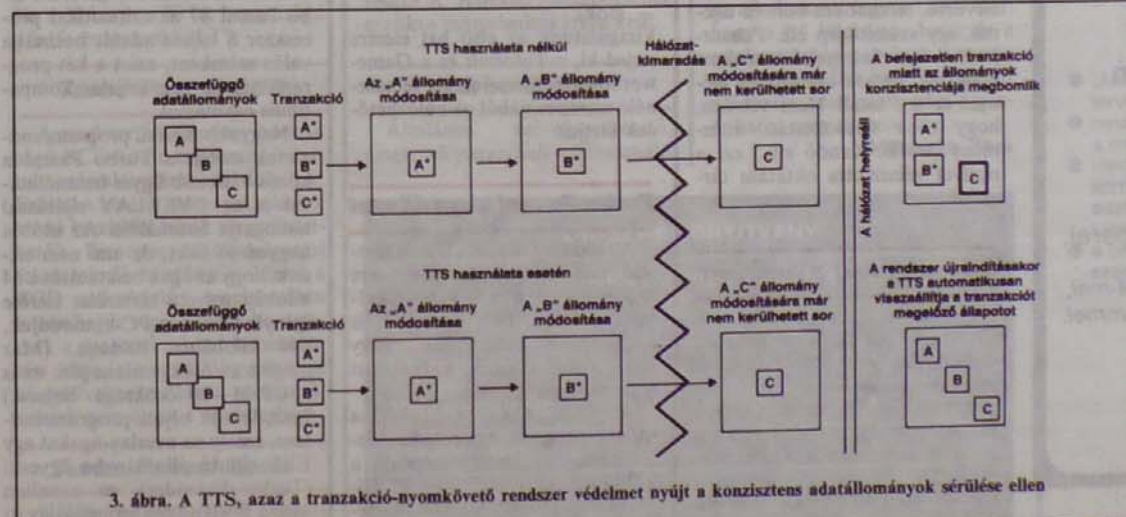 TTS használata nélkül
Hálózat-
kimaradás
Összefüggő
adatállományok
Tranzakció
Az „A” állomány
módosítása
A „B” állomány
módosítása
A „C” állomány
módosítására már
nem kerülhetett sor
A befejezetlen tranzakció
miatt az állományok
konzisztenciája megbomlik
A
B
C
A*
B*
C*
A*
B*
C
A*
B*
C
A hálózat helyreáll
TTS használata esetén
Összefüggő
adatállományok
Tranzakció
Az „A” állomány
módosítása
A „B” állomány
módosítása
A „C” állomány
módosítására már
nem kerülhetett sor
A rendszer újraindításakor
a TTS automatikusan
visszaállítja a tranzakciót
megelőző állapotot
A
B
C
A*
B*
C*
A*
B*
C
A
B
C
3. ábra. A TTS, azaz a tranzakció-nyomkövető rendszer védelmet nyújt a konzisztens adatállományok sérülése ellen